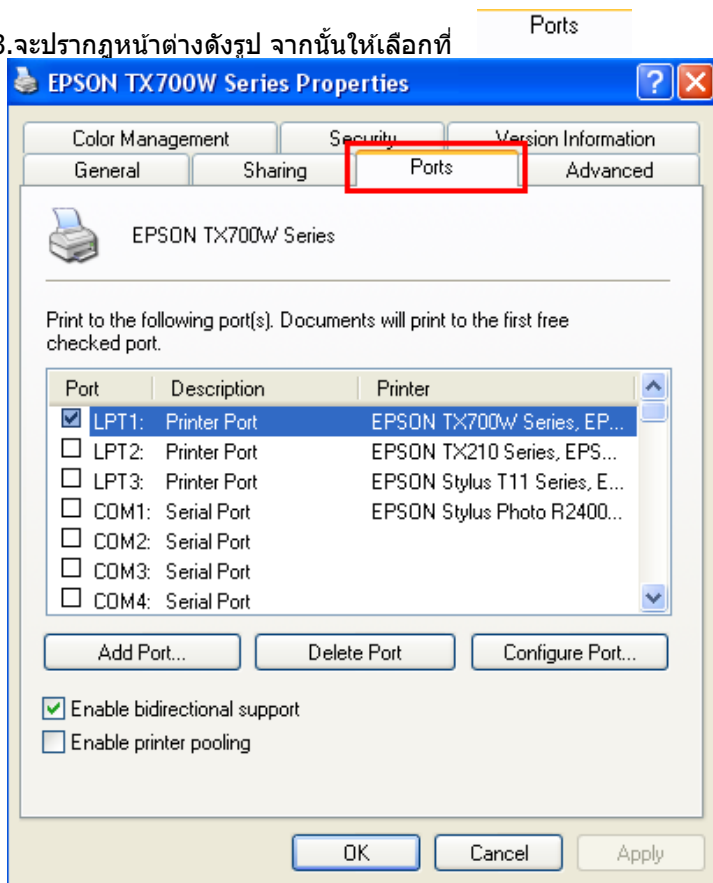 3.จะปรากฏหน้าต่างดังรูป จากนั้นให้เลือกที่ Ports
EPSON TX700W Series Properties
Color Management Security Version Information
General Sharing Ports Advanced
EPSON TX700W Series
Print to the following port(s). Documents will print to the first free
checked port.
Port Description Printer
LPT1: Printer Port EPSON TX700W Series, EP...
LPT2: Printer Port EPSON TX210 Series, EPS...
LPT3: Printer Port EPSON Stylus T11 Series, E...
COM1: Serial Port EPSON Stylus Photo R2400...
COM2: Serial Port
COM3: Serial Port
COM4: Serial Port
Add Port... Delete Port Configure Port...
Enable bidirectional support
Enable printer pooling
OK Cancel Apply